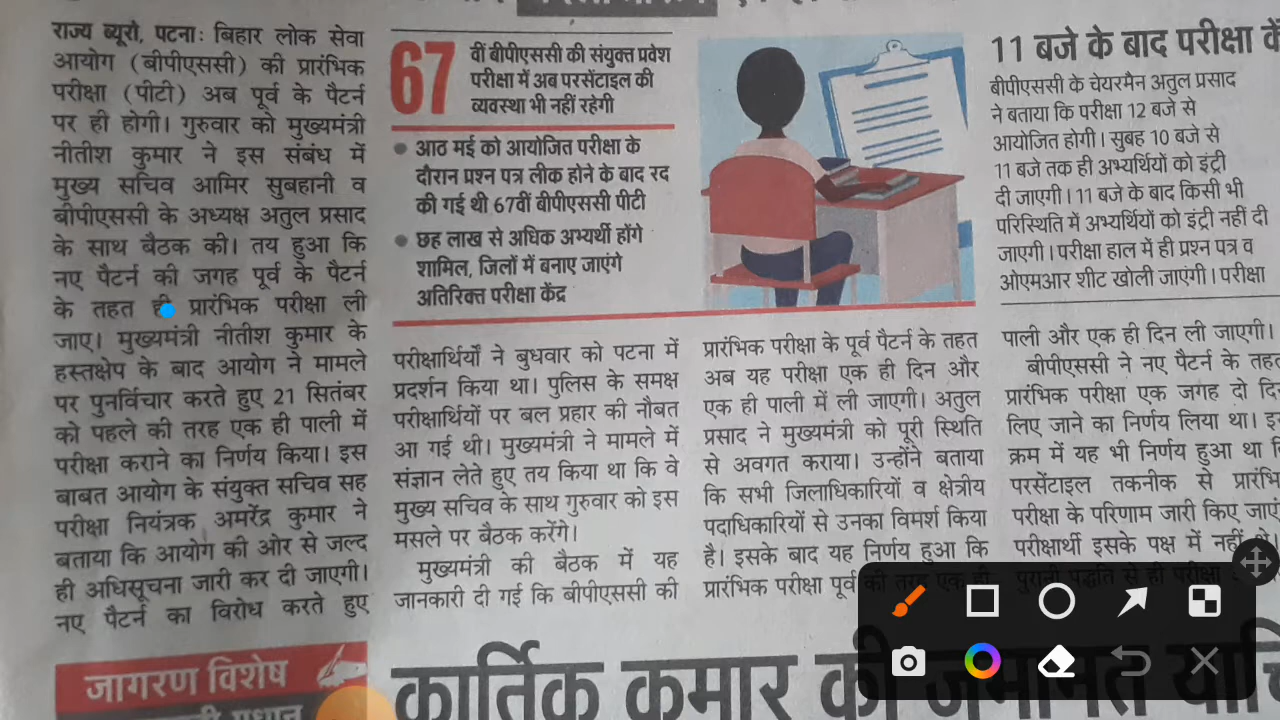 राज्य ब्यूरो, पटना: बिहार लोक सेवा
आयोग (बीपीएससी) की प्रारंभिक
परीक्षा (पीटी) अब पूर्व के पैटर्न
पर ही होगी। गुरुवार को मुख्यमंत्री
नीतीश कुमार ने इस संबंध में
मुख्य सचिव आमिर सुबहानी व
बीपीएससी के अध्यक्ष अतुल प्रसाद
के साथ बैठक की। तय हुआ कि
नए पैटर्न की जगह पूर्व के पैटर्न
के तहत ही प्रारंभिक परीक्षा ली
जाए। मुख्यमंत्री नीतीश कुमार के
हस्तक्षेप के बाद आयोग ने मामले
पर पुनर्विचार करते हुए 21 सितंबर
को पहले की तरह एक ही पाली में
परीक्षा कराने का निर्णय किया। इस
बाबत आयोग के संयुक्त सचिव सह
परीक्षा नियंत्रक अमरेंद्र कुमार ने
बताया कि आयोग की ओर से जल्द
ही अधिसूचना जारी कर दी जाएगी।
नए पैटर्न का विरोध करते हुए
67 वीं बीपीएससी की संयुक्त प्रवेश
परीक्षा में अब परसेंटाइल की
व्यवस्था भी नहीं रहेगी
आठ मई को आयोजित परीक्षा के
दौरान प्रश्न पत्र लीक होने के बाद रद
की गई थी 67वीं बीपीएससी पीटी
छह लाख से अधिक अभ्यर्थी होंगे
शामिल, जिलों में बनाए जाएंगे
अतिरिक्त परीक्षा केंद्र
परीक्षार्थियों ने बुधवार को पटना में
प्रदर्शन किया था। पुलिस के समक्ष
परीक्षार्थियों पर बल प्रहार की नौबत
आ गई थी। मुख्यमंत्री ने मामले में
संज्ञान लेते हुए तय किया था कि वे
मुख्य सचिव के साथ गुरुवार को इस
मसले पर बैठक करेंगे।
मुख्यमंत्री की बैठक में यह
जानकारी दी गई कि बीपीएससी की
प्रारंभिक परीक्षा के पूर्व पैटर्न के तहत
अब यह परीक्षा एक ही दिन और
एक ही पाली में ली जाएगी। अतुल
प्रसाद ने मुख्यमंत्री को पूरी स्थिति
से अवगत कराया। उन्होंने बताया
कि सभी जिलाधिकारियों व क्षेत्रीय
पदाधिकारियों से उनका विमर्श किया
है। इसके बाद यह निर्णय हुआ कि
प्रारंभिक परीक्षा पूर्व की तरह एक ही
11 बजे के बाद परीक्षा के
बीपीएससी के चेयरमैन अतुल प्रसाद
ने बताया कि परीक्षा 12 बजे से
आयोजित होगी। सुबह 10 बजे से
11 बजे तक ही अभ्यर्थियों को इंट्री
दी जाएगी। 11 बजे के बाद किसी भी
परिस्थिति में अभ्यर्थियों को इंट्री नहीं दी
जाएगी। परीक्षा हाल में ही प्रश्न पत्र व
ओएमआर शीट खोली जाएंगी। परीक्षा
पाली और एक ही दिन ली जाएगी।
बीपीएससी ने नए पैटर्न के तहत
प्रारंभिक परीक्षा एक जगह दो
लिए जाने का निर्णय लिया था।
क्रम में यह भी निर्णय हुआ था
परसेंटाइल तकनीक से
परीक्षा के परिणाम जारी किए
परीक्षार्थी इसके पक्ष में नहीं थे।
पुरानी पद्धति से ही परीक्षा
जागरण विशेष
कार्तिक कुमार की जमानत